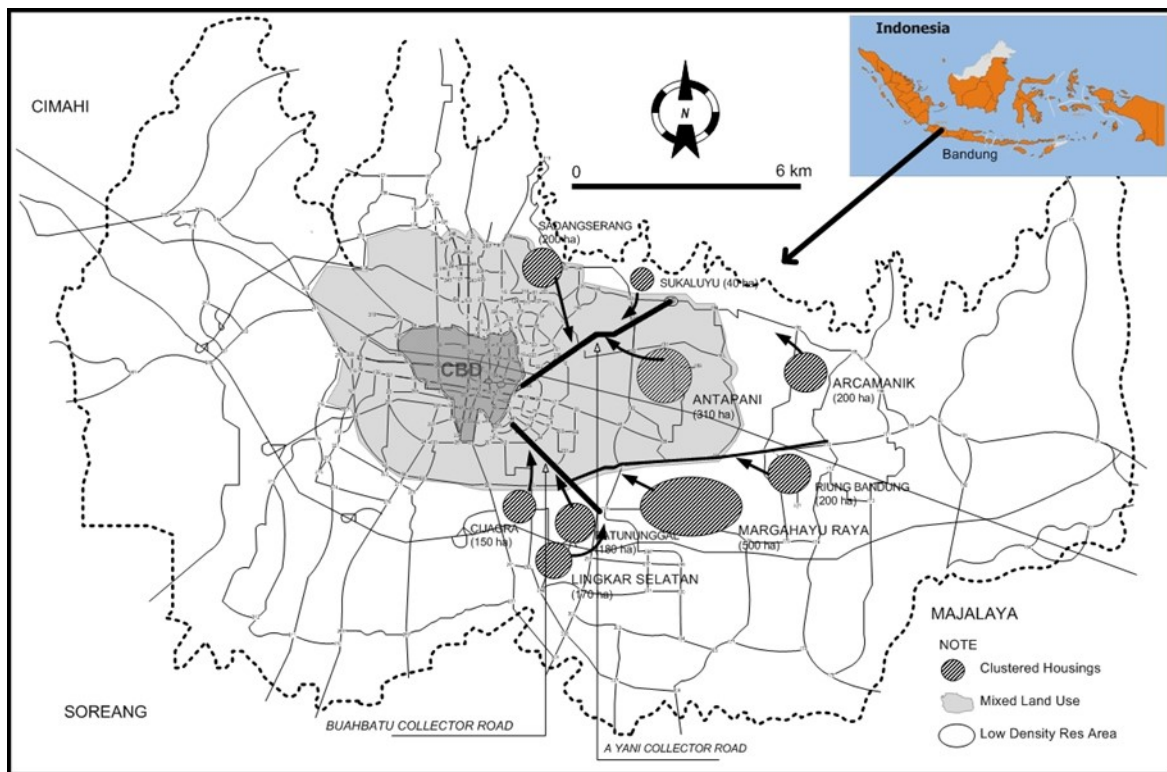 Indonesia
Bandung
CIMAHI
N
0 6 km
SADANGSERANG
(200 ha)
SUKALUYU (40 ha)
CBD
ANTAPANI
(310 ha)
ARCAMANIK
(200 ha)
RIUNG BANDUNG
(200 ha)
MARGAHAYU RAYA
(500 ha)
(150 ha)
BATUNUNGGAL
(180 ha)
LINGKAR SELATAN
(170 ha)
MAJALAYA
NOTE
Clustered Housings
Mixed Land Use
Low Density Res Area
SOREANG
BUAHBATU COLLECTOR ROAD
A YANI COLLECTOR ROAD